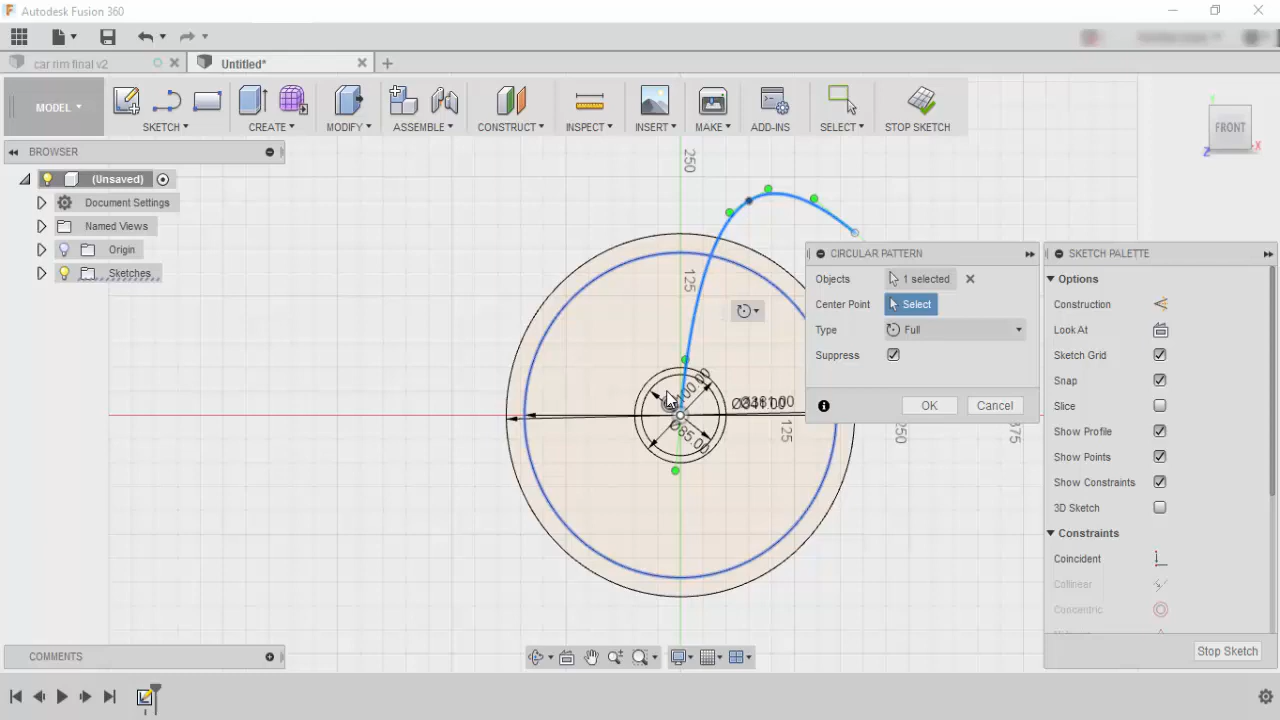 Autodesk Fusion 360
car rim final v2
Untitled*
MODEL
SKETCH
CREATE
MODIFY
ASSEMBLE
CONSTRUCT
INSPECT
INSERT
MAKE
ADD-INS
SELECT
STOP SKETCH
BROWSER
(Unsaved)
Document Settings
Named Views
Origin
Sketches
FRONT
X
Y
Z
250
125
Ø85.00
125
250
375
CIRCULAR PATTERN
Objects
1 selected
Center Point
Select
Type
Full
Suppress
OK
Cancel
SKETCH PALETTE
Options
Construction
Look At
Sketch Grid
Snap
Slice
Show Profile
Show Points
Show Constraints
3D Sketch
Constraints
Coincident
Collinear
Concentric
Stop Sketch
COMMENTS